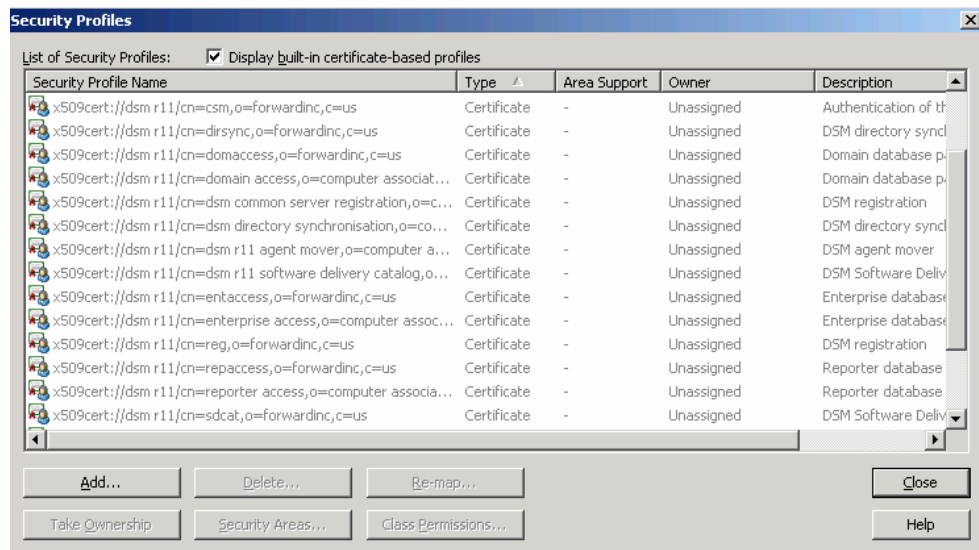 Security Profiles
List of Security Profiles: Display built-in certificate-based profiles
Security Profile Name Type Area Support Owner Description
x509cert://dsm r11/cn=csm,o=forwardinc,c=us Certificate - Unassigned Authentication of th
x509cert://dsm r11/cn=dirsync,o=forwardinc,c=us Certificate - Unassigned DSM directory syncl
x509cert://dsm r11/cn=domaccess,o=forwardinc,c=us Certificate - Unassigned Domain database pa
x509cert://dsm r11/cn=domain access,o=computer associat... Certificate - Unassigned Domain database pa
x509cert://dsm r11/cn=dsm common server registration,o=c... Certificate - Unassigned DSM registration
x509cert://dsm r11/cn=dsm directory synchronisation,o=co... Certificate - Unassigned DSM directory syncl
x509cert://dsm r11/cn=dsm r11 agent mover,o=computer a... Certificate - Unassigned DSM agent mover
x509cert://dsm r11/cn=dsm r11 software delivery catalog,o... Certificate - Unassigned DSM Software Deliv
x509cert://dsm r11/cn=entaccess,o=forwardinc,c=us Certificate - Unassigned Enterprise database
x509cert://dsm r11/cn=enterprise access,o=computer assoc... Certificate - Unassigned Enterprise database
x509cert://dsm r11/cn=reg,o=forwardinc,c=us Certificate - Unassigned DSM registration
x509cert://dsm r11/cn=repaccess,o=forwardinc,c=us Certificate - Unassigned Reporter database
x509cert://dsm r11/cn=reporter access,o=computer associa... Certificate - Unassigned Reporter database
x509cert://dsm r11/cn=sdcat,o=forwardinc,c=us Certificate - Unassigned DSM Software Deliv
Add... Delete... Re-map... Close
Take Ownership Security Areas... Class Permissions... Help